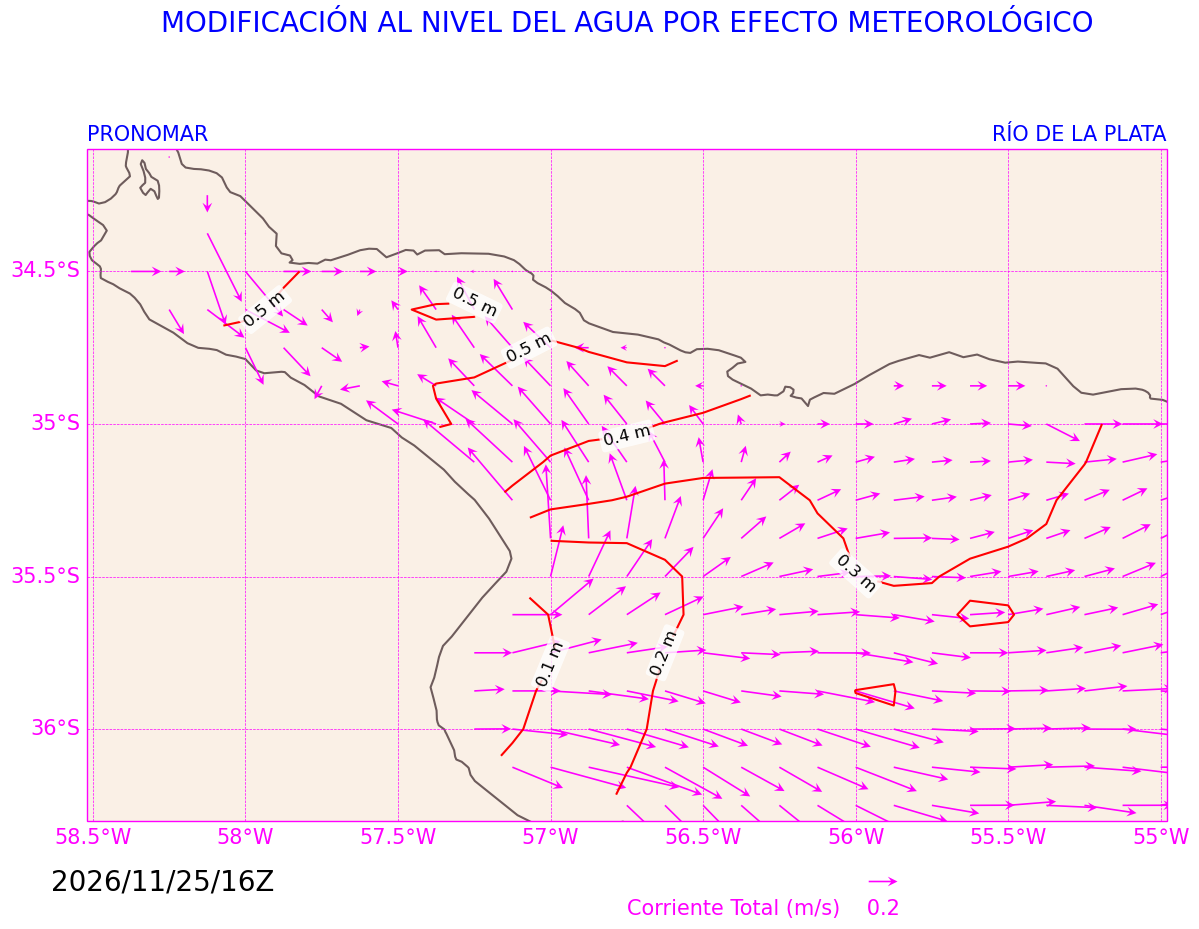 MODIFICACIÓN AL NIVEL DEL AGUA POR EFECTO METEOROLÓGICO
PRONOMAR
RÍO DE LA PLATA
34.5°S
35°S
35.5°S
36°S
0.5 m
0.5 m
0.5 m
0.4 m
0.3 m
0.1 m
0.2 m
58.5°W
58°W
57.5°W
57°W
56.5°W
56°W
55.5°W
55°W
2026/11/25/16Z
Corriente Total (m/s)
0.2